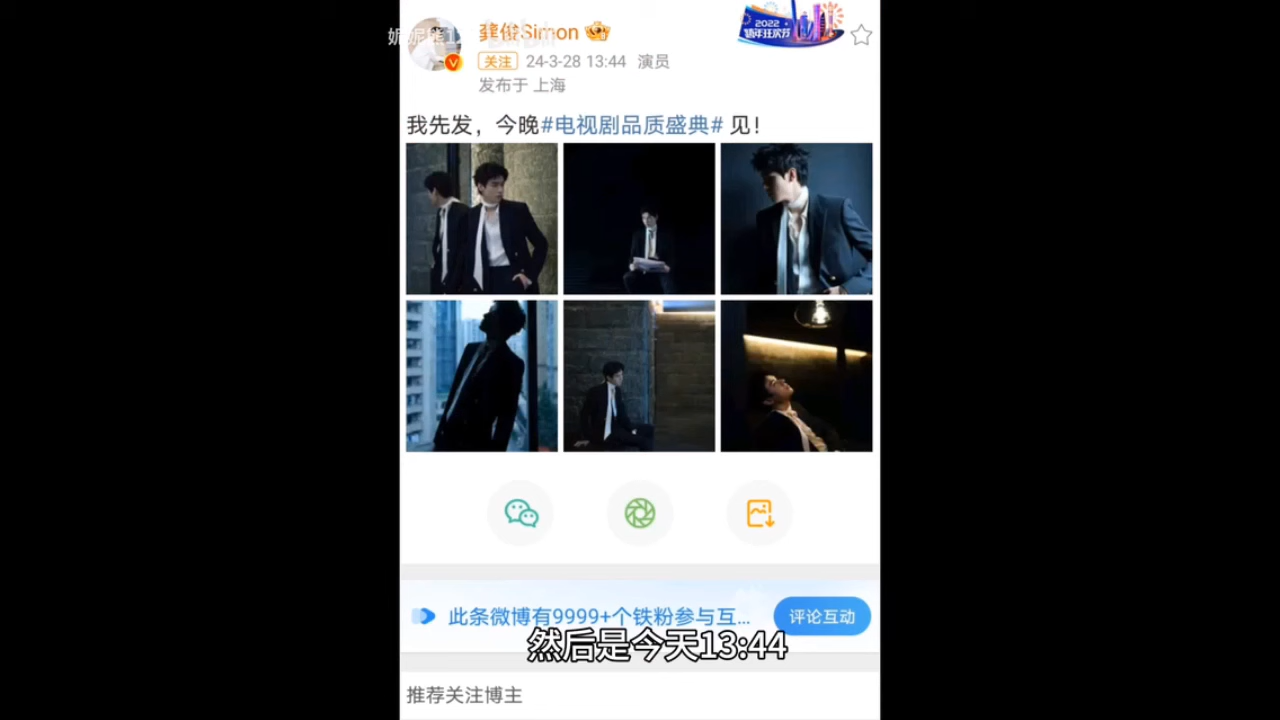 龚俊Simon
2022
关注 24-3-28 13:44 演员
发布于 上海
我先发，今晚#电视剧品质盛典# 见！
此条微博有9999+个铁粉参与互...
评论互动
然后是今天13:44
推荐关注博主